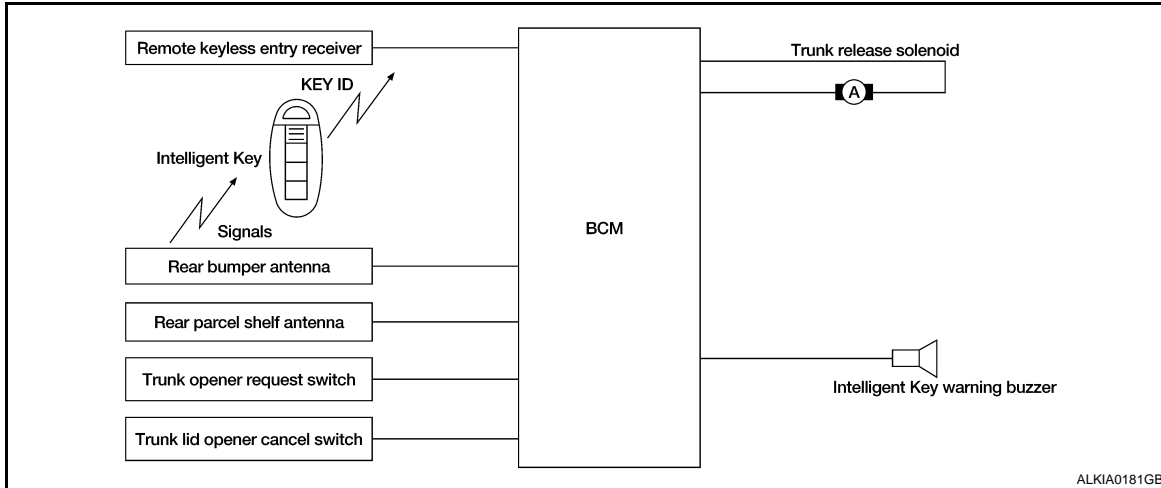 Remote keyless entry receiver
KEY ID
Intelligent Key
Signals
Rear bumper antenna
Rear parcel shelf antenna
Trunk opener request switch
Trunk lid opener cancel switch
BCM
Trunk release solenoid
A
Intelligent Key warning buzzer
ALKIA0181GB